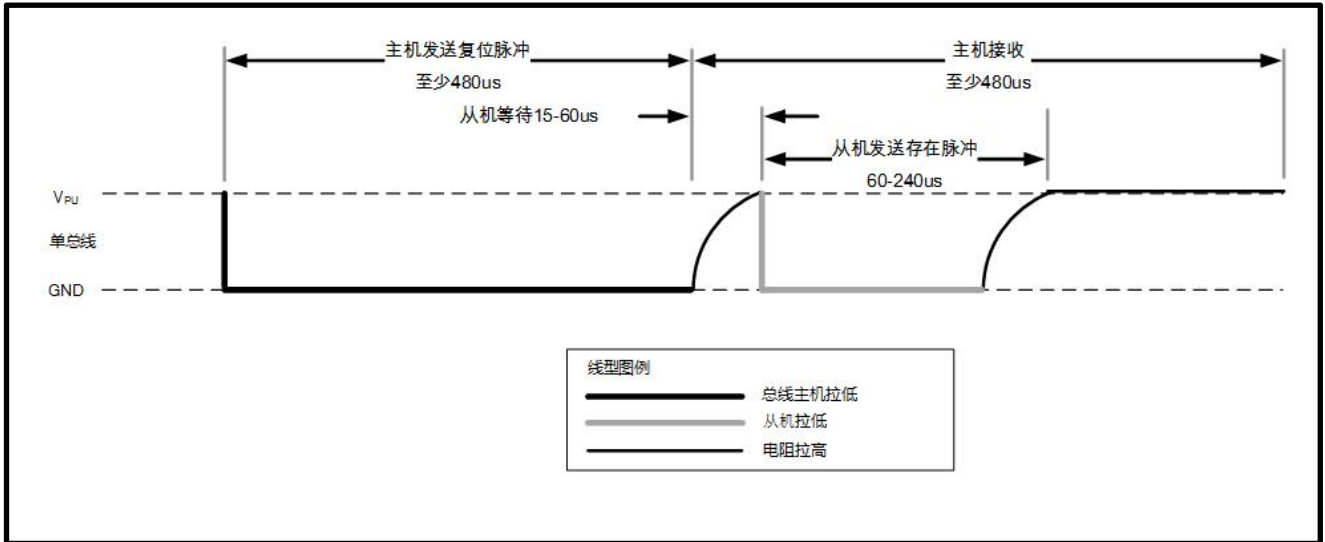 主机发送复位脉冲
至少480us
主机接收
至少480us
从机等待15-60us
从机发送存在脉冲
60-240us
VPU
单总线
GND
线型图例
总线主机拉低
从机拉低
电阻拉高